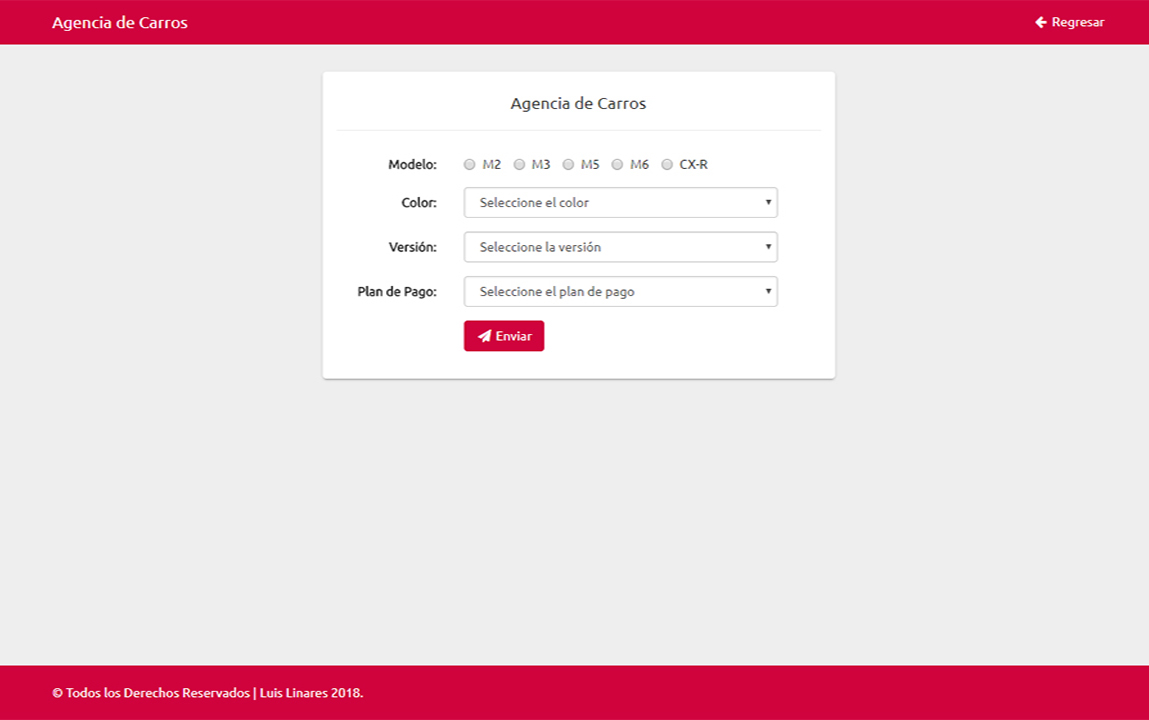 Agencia de Carros
Regresar
Agencia de Carros
Modelo: M2 M3 M5 M6 CX-R
Color: Seleccione el color
Versión: Seleccione la versión
Plan de Pago: Seleccione el plan de pago
Enviar
© Todos los Derechos Reservados | Luis Linares 2018.